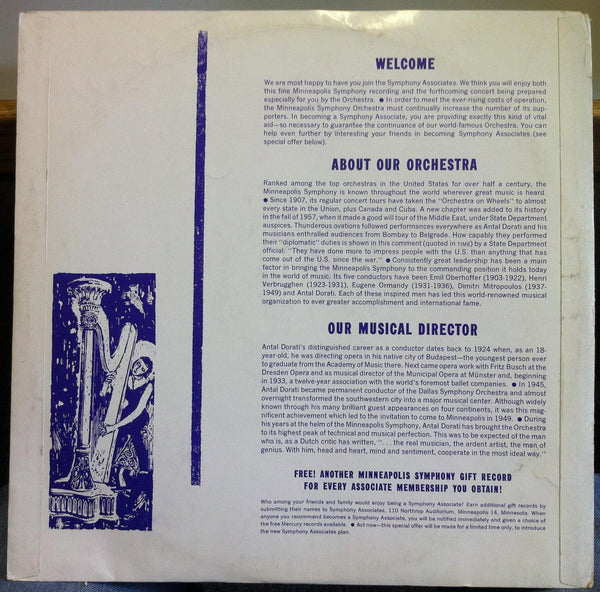 WELCOME
We are most happy to have you join the Symphony Associates. We think you will enjoy both
this fine Minneapolis Symphony recording and the forthcoming concert being prepared
especially for you by the Orchestra. ● In order to meet the ever-rising costs of operation,
the Minneapolis Symphony Orchestra must continually increase the number of its sup-
porters. In becoming a Symphony Associate, you are providing exactly this kind of vital
aid—so necessary to guarantee the continuance of our world-famous Orchestra. You can
help even further by interesting your friends in becoming Symphony Associates (see
special offer below).
ABOUT OUR ORCHESTRA
Ranked among the top orchestras in the United States for over half a century, the
Minneapolis Symphony is known throughout the world wherever great music is heard.
● Since 1907, its regular concert tours have taken the "Orchestra on Wheels" to almost
every state in the Union, plus Canada and Cuba. A new chapter was added to its history
in the fall of 1957, when it made a good will tour of the Middle East, under State Department
auspices. Thunderous ovations followed performances everywhere as Antal Dorati and his
musicians enthralled audiences from Bombay to Belgrade. How capably they performed
their "diplomatic" duties is shown in this comment (quoted in TIME) by a State Department
official: "They have done more to impress people with the U.S. than anything that has
come out of the U.S. since the war." ● Consistently great leadership has been a main
factor in bringing the Minneapolis Symphony to the commanding position it holds today
in the world of music. Its five conductors have been Emil Oberhoffer (1903-1922), Henri
Verbrugghen (1923-1931), Eugene Ormandy (1931-1936), Dimitri Mitropoulos (1937-
1949) and Antal Dorati. Each of these inspired men has led this world-renowned musical
organization to ever greater accomplishment and international fame.
OUR MUSICAL DIRECTOR
Antal Dorati's distinguished career as a conductor dates back to 1924 when, as an 18-
year-old, he was directing opera in his native city of Budapest—the youngest person ever
to graduate from the Academy of Music there. Next came opera work with Fritz Busch at the
Dresden Opera and as musical director of the Municipal Opera at Münster and, beginning
in 1933, a twelve-year association with the world's foremost ballet companies. ● In 1945,
Antal Dorati became permanent conductor of the Dallas Symphony Orchestra and almost
overnight transformed the southwestern city into a major musical center. Although widely
known through his many brilliant guest appearances on four continents, it was this mag-
nificent achievement which led to the invitation to come to Minneapolis in 1949. ● During
his years at the helm of the Minneapolis Symphony, Antal Dorati has brought the Orchestra
to its highest peak of technical and musical perfection. This was to be expected of the man
who is, as a Dutch critic has written, ". . . the real musician, the ardent artist, the man of
genius. With him, head and heart, mind and sentiment, cooperate in the most ideal way."
FREE! ANOTHER MINNEAPOLIS SYMPHONY GIFT RECORD
FOR EVERY ASSOCIATE MEMBERSHIP YOU OBTAIN!
Who among your friends and family would enjoy being a Symphony Associate? Earn additional gift records by
submitting their names to Symphony Associates, 110 Northrop Auditorium, Minneapolis 14, Minnesota. When
anyone you recommend becomes a Symphony Associate, you will be notified immediately and given a choice of
the free Mercury records available. ● Act now—this special offer will be made for a limited time only, to introduce
the new Symphony Associates plan.